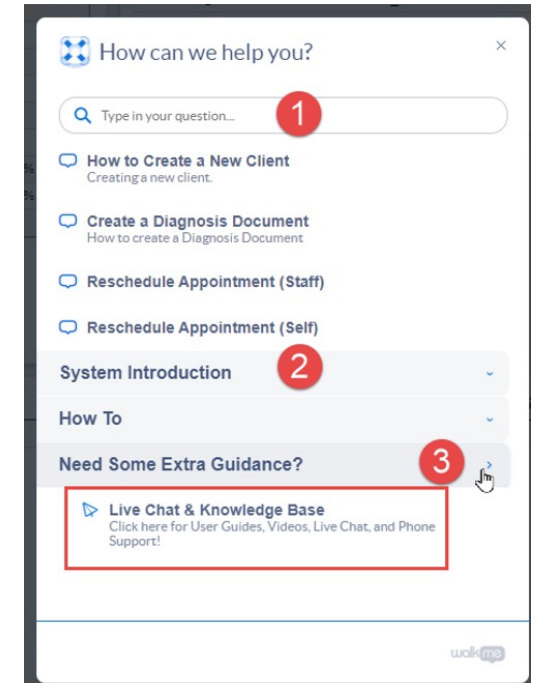 How can we help you?
×
Type in your question...
1
How to Create a New Client
Creating a new client.
Create a Diagnosis Document
How to create a Diagnosis Document
Reschedule Appointment (Staff)
Reschedule Appointment (Self)
System Introduction
2
How To
Need Some Extra Guidance?
3
Live Chat & Knowledge Base
Click here for User Guides, Videos, Live Chat, and Phone
Support!
walkme